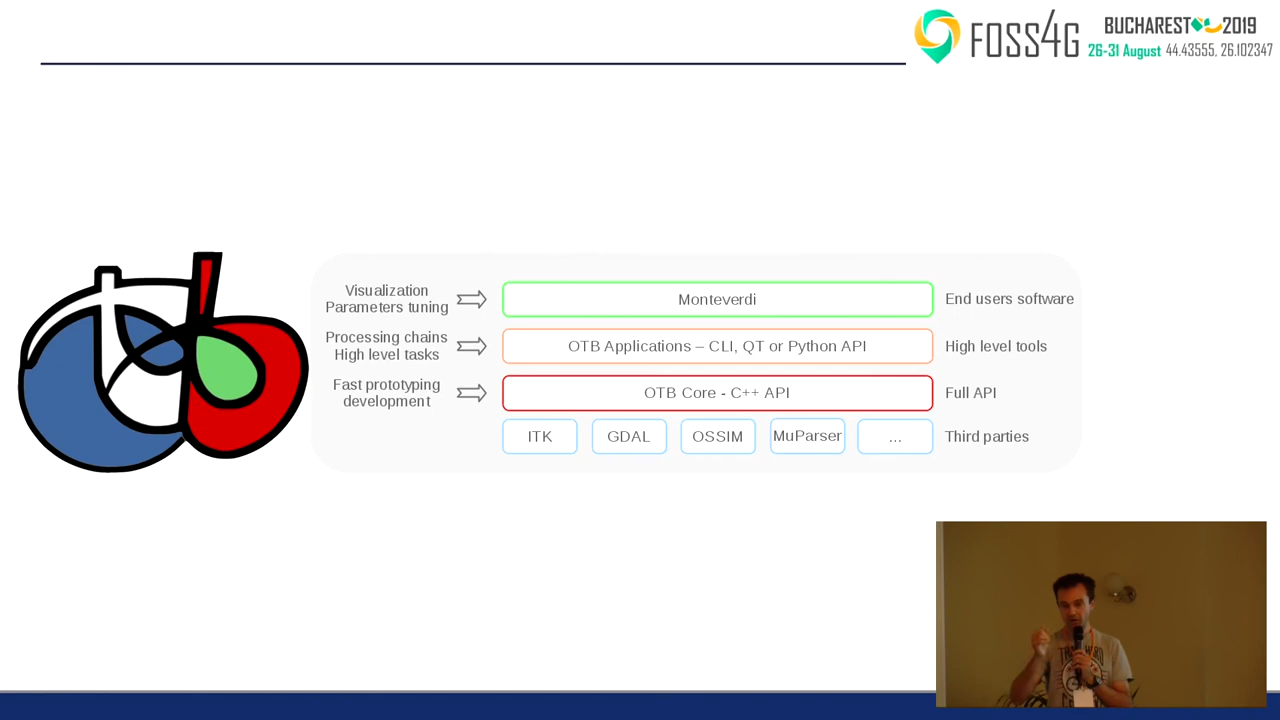 FOSS4G
BUCHAREST 2019
26-31 August 44.43555, 26.102347
otb
Visualization
Parameters tuning
Monteverdi
End users software
Processing chains
High level tasks
OTB Applications – CLI, QT or Python API
High level tools
Fast prototyping
development
OTB Core - C++ API
Full API
ITK
GDAL
OSSIM
MuParser
...
Third parties